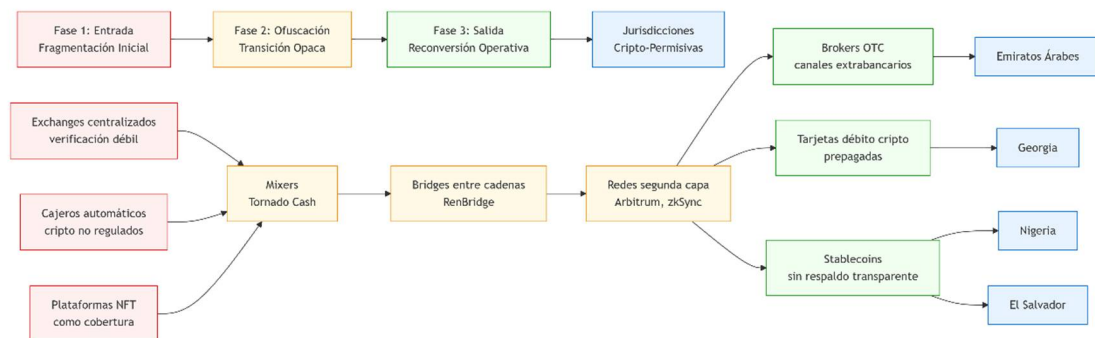 Fase 1: Entrada
Fragmentación Inicial
Fase 2: Ofuscación
Transición Opaca
Fase 3: Salida
Reconversión Operativa
Jurisdicciones
Cripto-Permisivas
Exchanges centralizados
verificación débil
Cajeros automáticos
cripto no regulados
Plataformas NFT
como cobertura
Mixers
Tornado Cash
Bridges entre cadenas
RenBridge
Redes segunda capa
Arbitrum, zkSync
Brokers OTC
canales extrabancarios
Emiratos Árabes
Tarjetas débito cripto
prepagadas
Georgia
Stablecoins
sin respaldo transparente
Nigeria
El Salvador